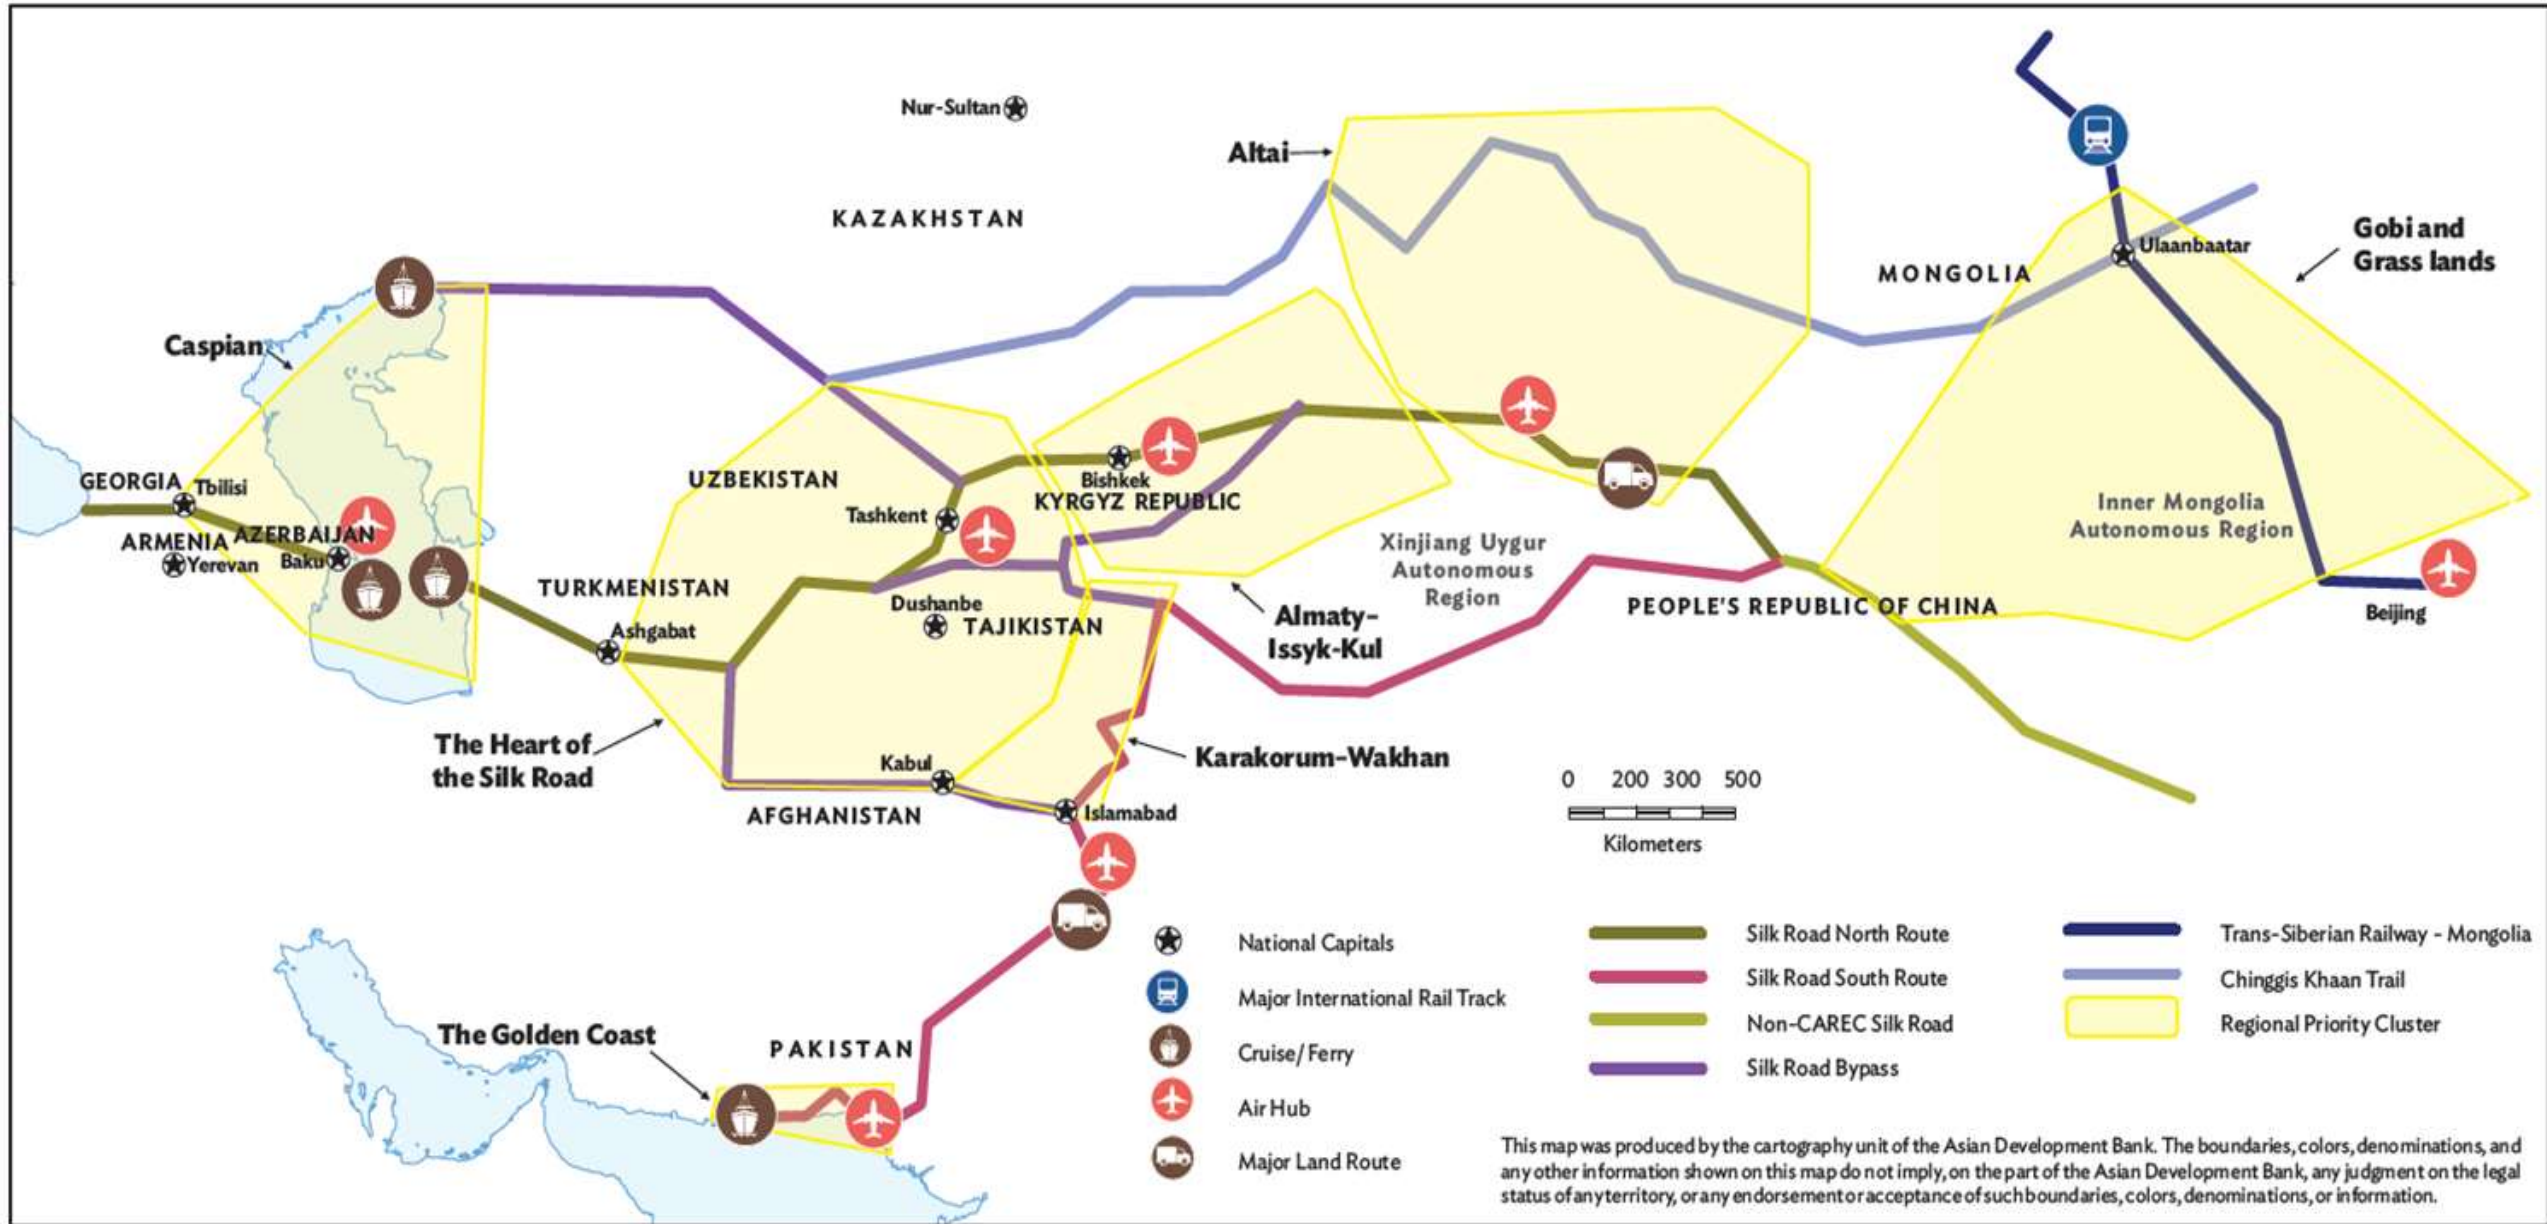 Nur-Sultan
Altai
KAZAKHSTAN
Gobi and
Grass lands
Ulaanbaatar
MONGOLIA
Caspian
GEORGIA
Tbilisi
UZBEKISTAN
Bishkek
KYRGYZ REPUBLIC
Tashkent
Inner Mongolia
Autonomous Region
ARMENIA
AZERBAIJAN
Yerevan
Baku
Xinjiang Uygur
Autonomous
Region
TURKMENISTAN
Dushanbe
TAJIKISTAN
Ashgabat
PEOPLE'S REPUBLIC OF CHINA
Beijing
Almaty-
Issyk-Kul
The Heart of
the Silk Road
Kabul
Karakorum-Wakhan
AFGHANISTAN
Islamabad
0 200 300 500
Kilometers
The Golden Coast
PAKISTAN
National Capitals
Major International Rail Track
Cruise/Ferry
Air Hub
Major Land Route
Silk Road North Route
Silk Road South Route
Non-CAREC Silk Road
Silk Road Bypass
Trans-Siberian Railway - Mongolia
Chinggis Khaan Trail
Regional Priority Cluster
This map was produced by the cartography unit of the Asian Development Bank. The boundaries, colors, denominations, and
any other information shown on this map do not imply, on the part of the Asian Development Bank, any judgment on the legal
status of any territory, or any endorsement or acceptance of such boundaries, colors, denominations, or information.